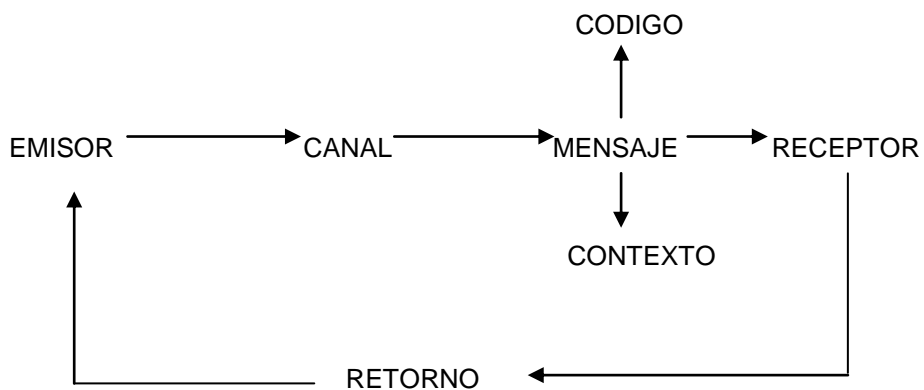 CODIGO
EMISOR CANAL MENSAJE RECEPTOR
CONTEXTO
RETORNO